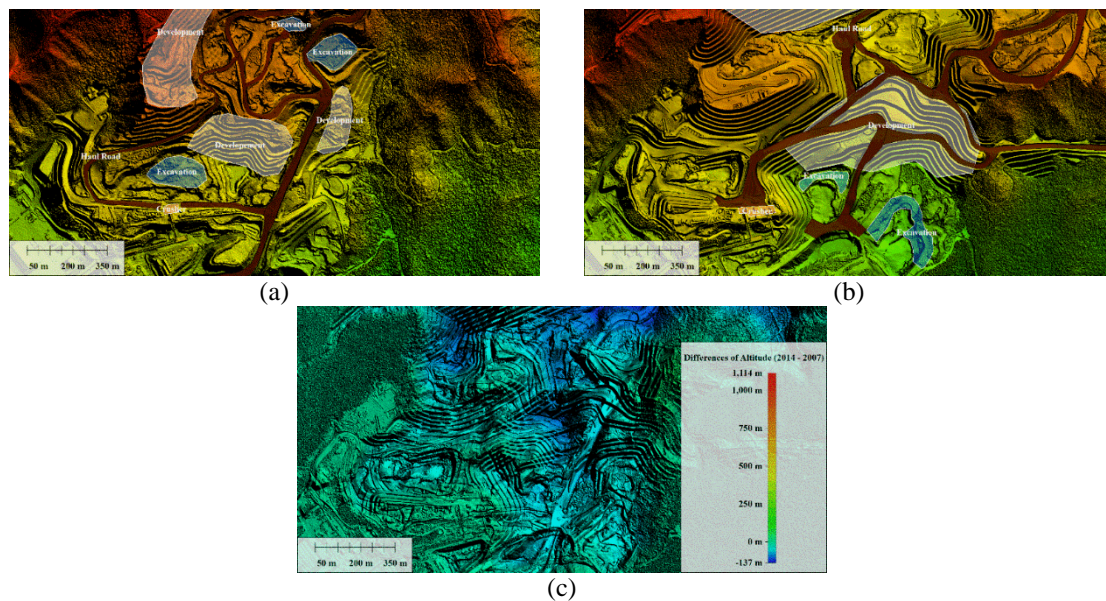 Development
Excavation
Excavation
Development
Development
Haul Road
Excavation
Crusher
50 m 200 m 350 m
(a)
Haul Road
Development
Excavation
Crusher
Excavation
50 m 200 m 350 m
(b)
Differences of Altitude (2014 - 2007)
1,114 m
1,000 m
750 m
500 m
250 m
0 m
-137 m
50 m 200 m 350 m
(c)